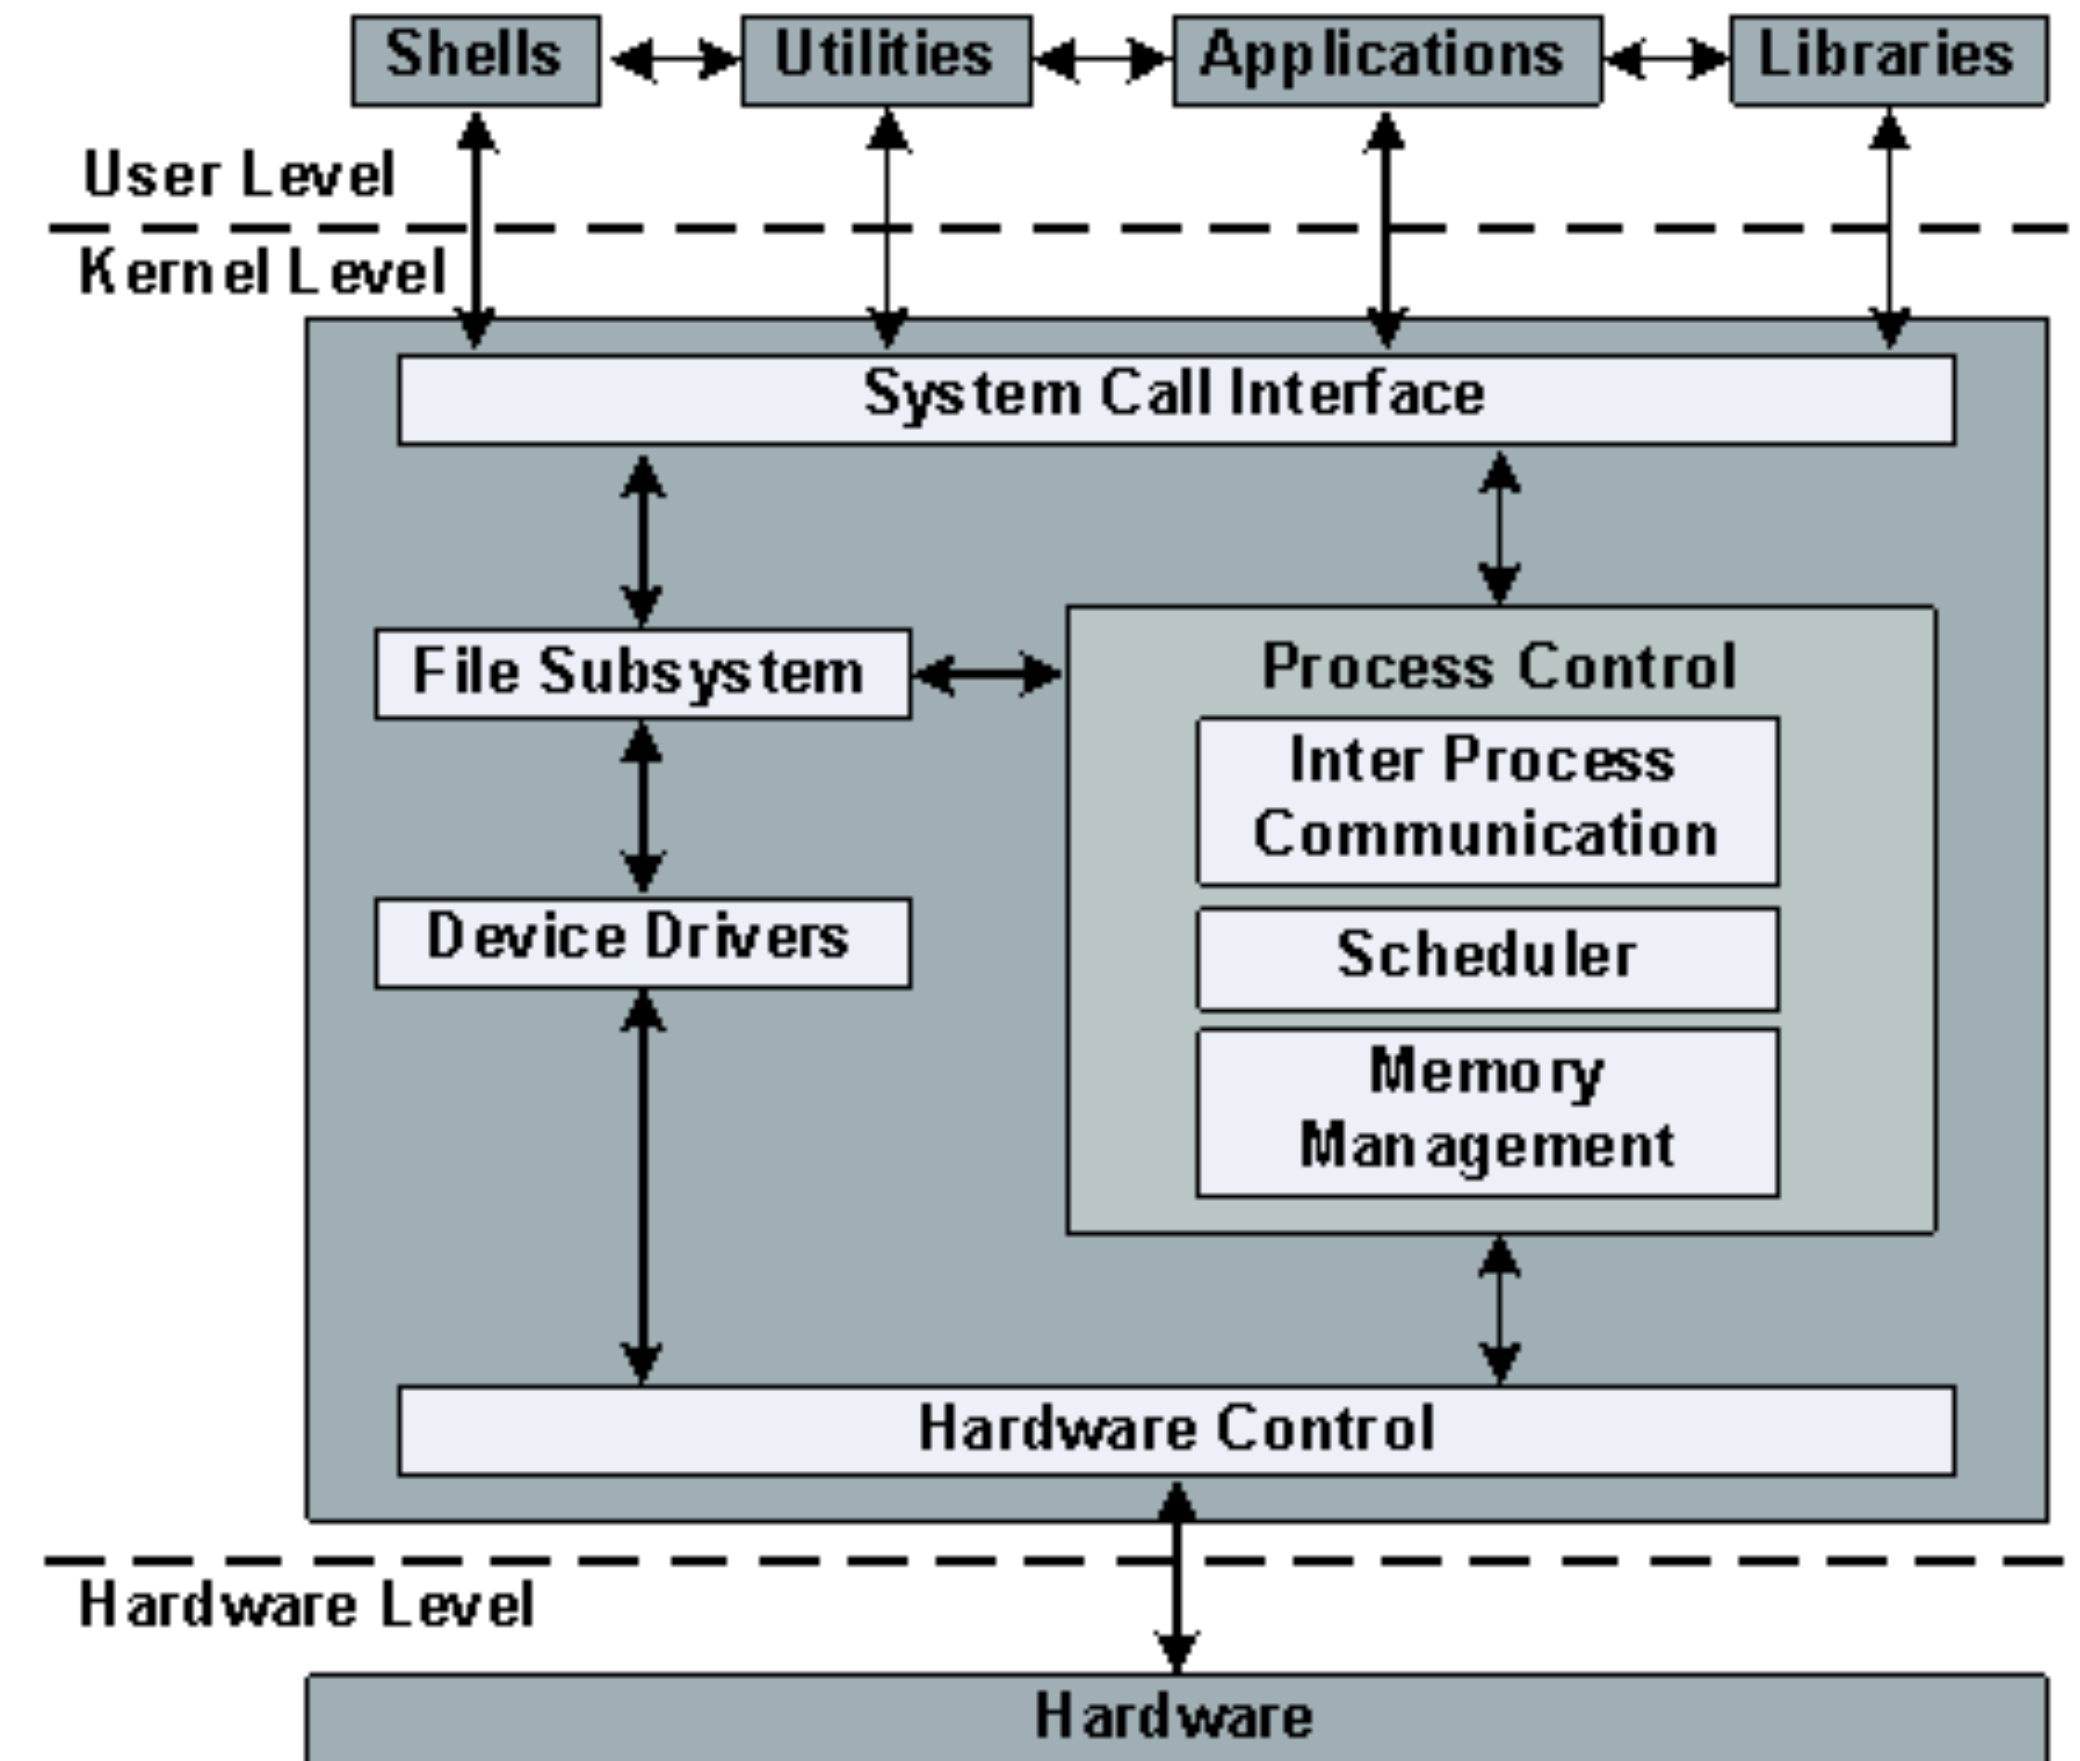 Shells
Utilities
Applications
Libraries
User Level
Kernel Level
System Call Interface
File Subsystem
Process Control
Inter Process
Communication
Device Drivers
Scheduler
Memory
Management
Hardware Control
Hardware Level
Hardware